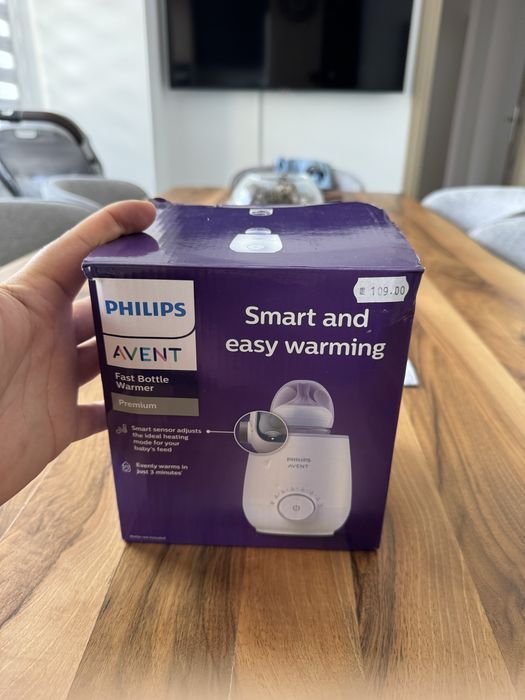 PHILIPS
AVENT
Fast Bottle
Warmer
Premium
Smart sensor adjusts
the ideal heating
mode for your
baby's feed
Evenly warms in
just 3 minutes
Smart and
easy warming
109.00
PHILIPS
AVENT